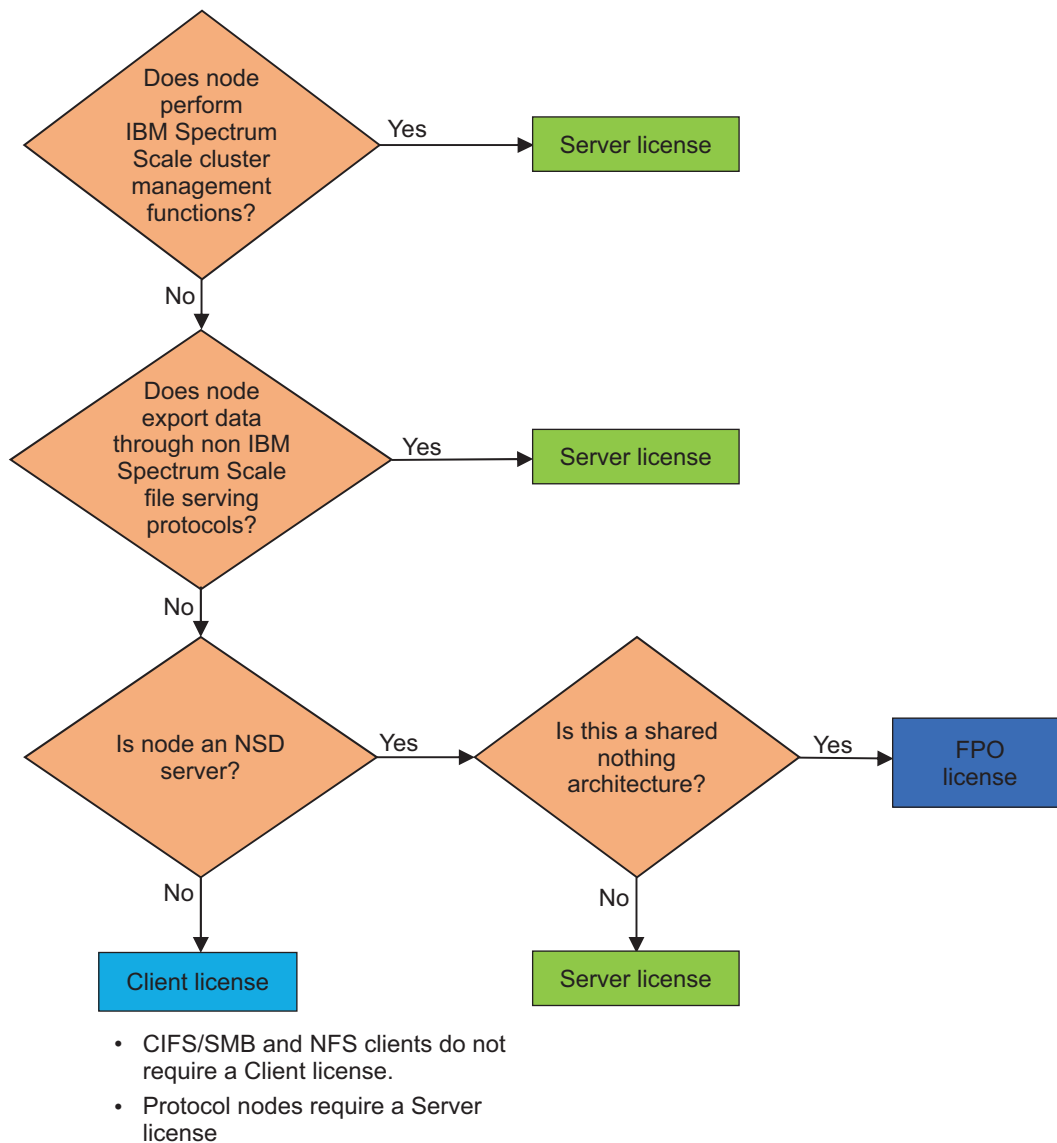 Does node
perform
IBM Spectrum
Scale cluster
management
functions?
Yes
Server license
No
Does node
export data
through non IBM
Spectrum Scale
file serving
protocols?
Yes
Server license
No
Is node an NSD
server?
Yes
Is this a shared
nothing
architecture?
Yes
FPO
license
No
No
Client license
Server license
• CIFS/SMB and NFS clients do not
require a Client license.
• Protocol nodes require a Server
license